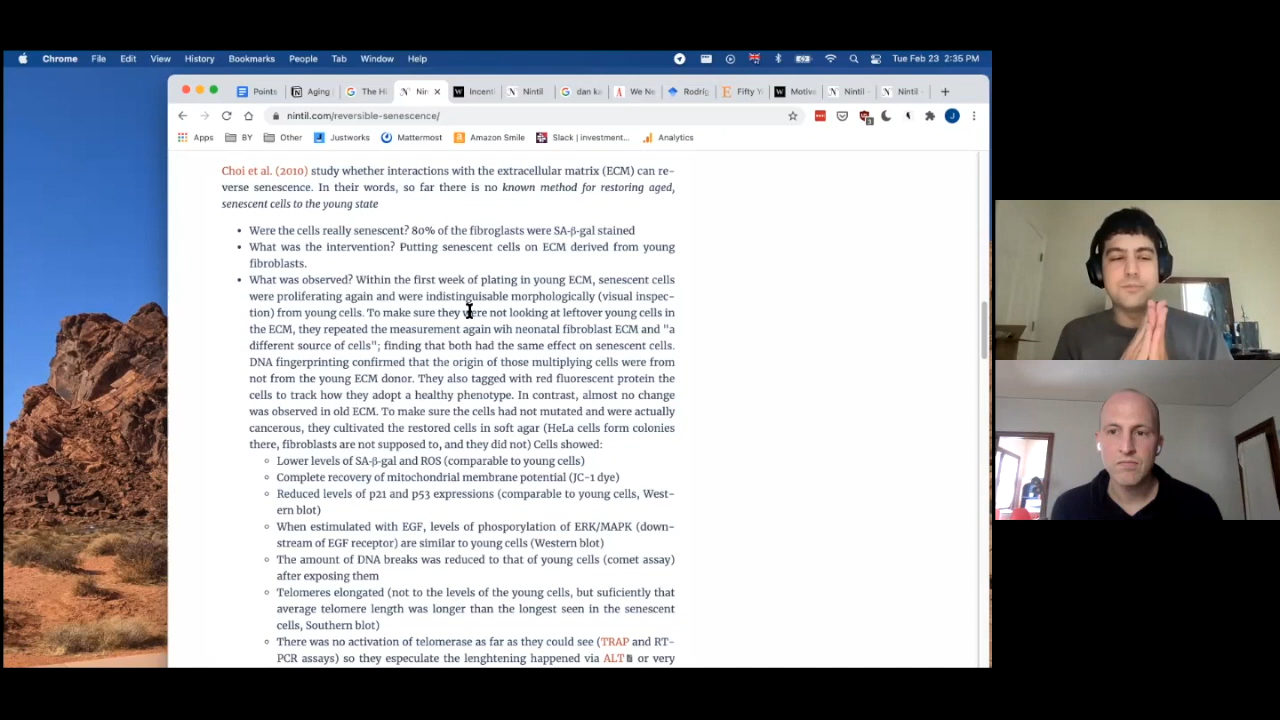 Chrome File Edit View History Bookmarks People Tab Window Help Tue Feb 23 2:35 PM
Points Aging The Hi Nin Incenti Nintil dan ka We Ne Rodríg Fifty Y Motiva Nintil - Nintil -
nintil.com/reversible-senescence/
Apps BY Other Justworks Mattermost Amazon Smile Slack | investment... Analytics
Choi et al. (2010) study whether interactions with the extracellular matrix (ECM) can re-
verse senescence. In their words, so far there is no known method for restoring aged,
senescent cells to the young state
• Were the cells really senescent? 80% of the fibroglasts were SA-β-gal stained
• What was the intervention? Putting senescent cells on ECM derived from young
fibroblasts.
• What was observed? Within the first week of plating in young ECM, senescent cells
were proliferating again and were indistinguisable morphologically (visual inspec-
tion) from young cells. To make sure they were not looking at leftover young cells in
the ECM, they repeated the measurement again wih neonatal fibroblast ECM and "a
different source of cells"; finding that both had the same effect on senescent cells.
DNA fingerprinting confirmed that the origin of those multiplying cells were from
not from the young ECM donor. They also tagged with red fluorescent protein the
cells to track how they adopt a healthy phenotype. In contrast, almost no change
was observed in old ECM. To make sure the cells had not mutated and were actually
cancerous, they cultivated the restored cells in soft agar (HeLa cells form colonies
there, fibroblasts are not supposed to, and they did not) Cells showed:
◦ Lower levels of SA-β-gal and ROS (comparable to young cells)
◦ Complete recovery of mitochondrial membrane potential (JC-1 dye)
◦ Reduced levels of p21 and p53 expressions (comparable to young cells, West-
ern blot)
◦ When estimulated with EGF, levels of phosporylation of ERK/MAPK (down-
stream of EGF receptor) are similar to young cells (Western blot)
◦ The amount of DNA breaks was reduced to that of young cells (comet assay)
after exposing them
◦ Telomeres elongated (not to the levels of the young cells, but suficiently that
average telomere length was longer than the longest seen in the senescent
cells, Southern blot)
◦ There was no activation of telomerase as far as they could see (TRAP and RT-
PCR assays) so they especulate the lenghtening happened via ALT or very